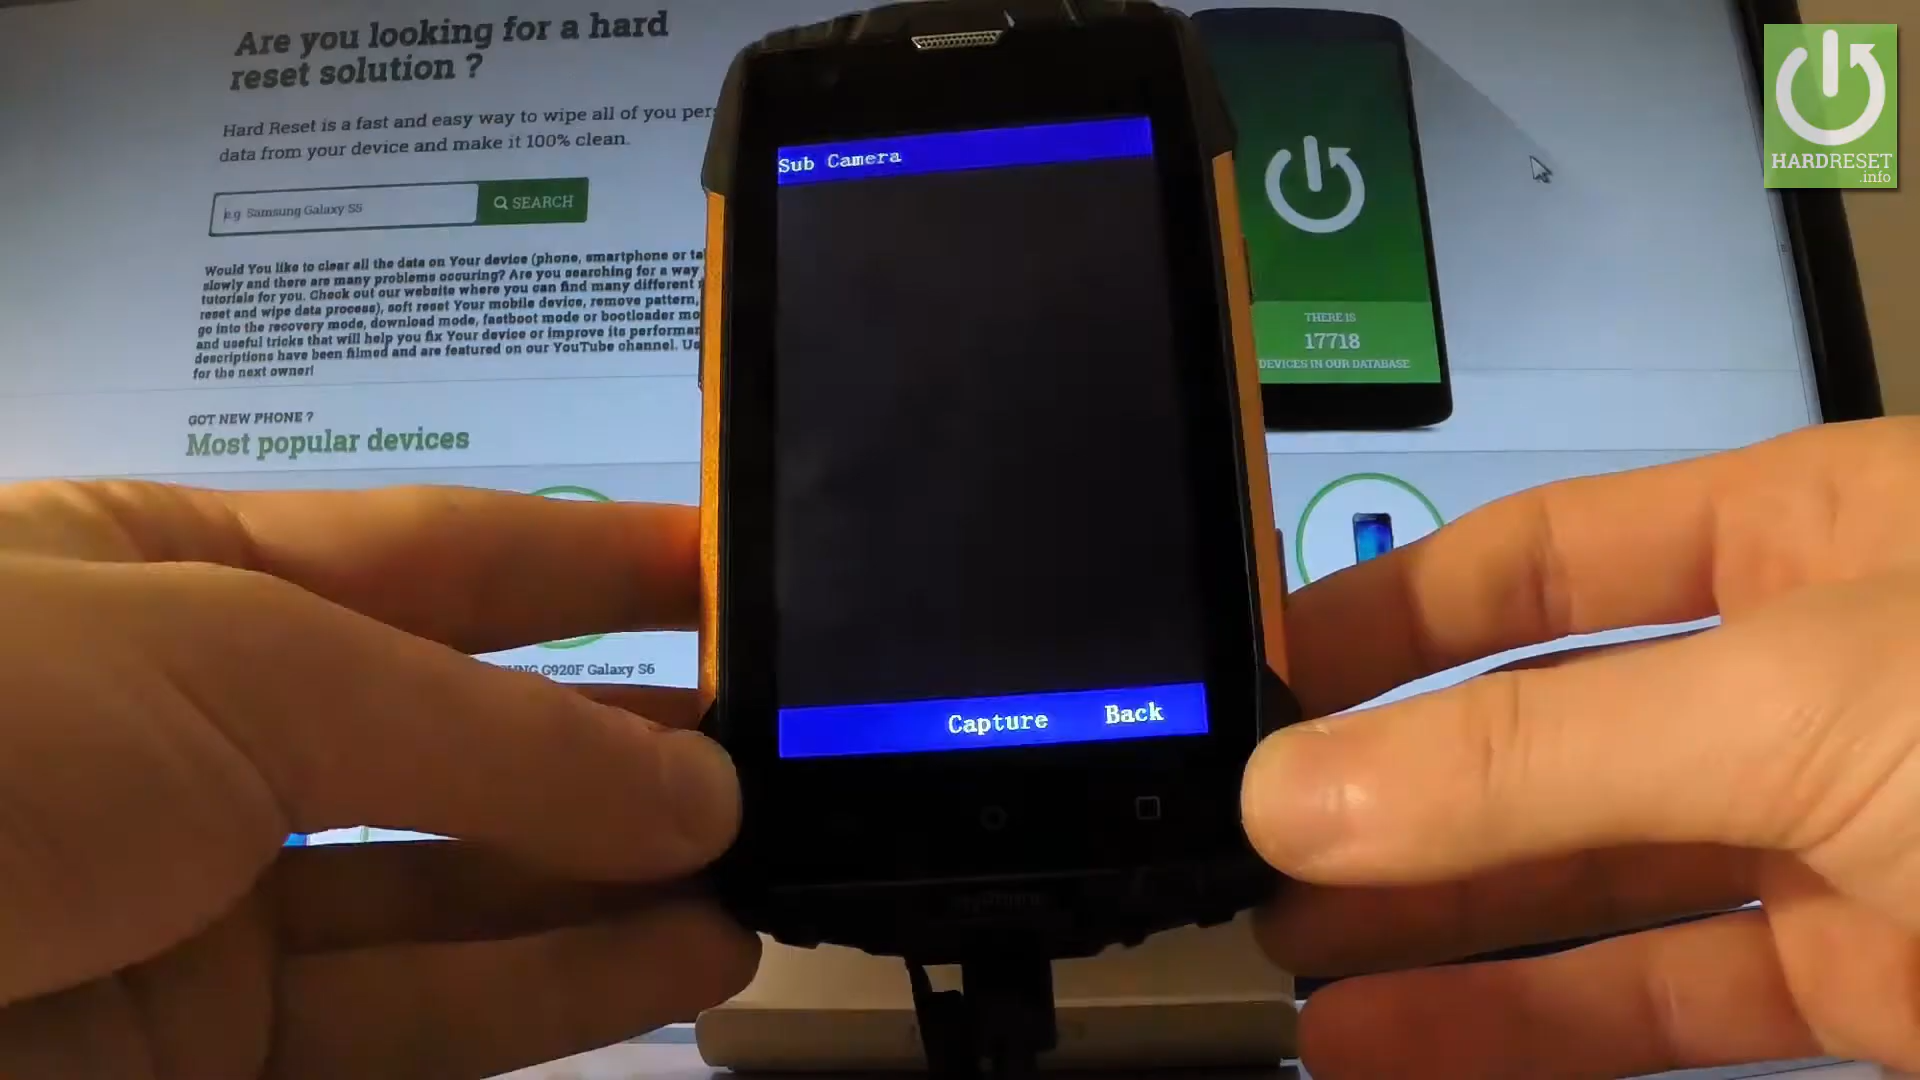 Are you looking for a hard
reset solution ?
Hard Reset is a fast and easy way to wipe all of you pers
data from your device and make it 100% clean.
e.g. Samsung Galaxy S5
SEARCH
Would You like to clear all the data on Your device (phone, smartphone or ta
slowly and there are many problems occuring? Are you searching for a way
tutorials for you. Check out our website where you can find many different
reset and wipe data process), soft reset Your mobile device, remove pattern,
go into the recovery mode, download mode, fastboot mode or bootloader mo
and useful tricks that will help you fix Your device or improve its performan
descriptions have been filmed and are featured on our YouTube channel. Us
for the next owner!
GOT NEW PHONE ?
Most popular devices
G920F Galaxy S6
Sub Camera
Capture
Back
THERE IS
17718
DEVICES IN OUR DATABASE
HARDRESET
.info